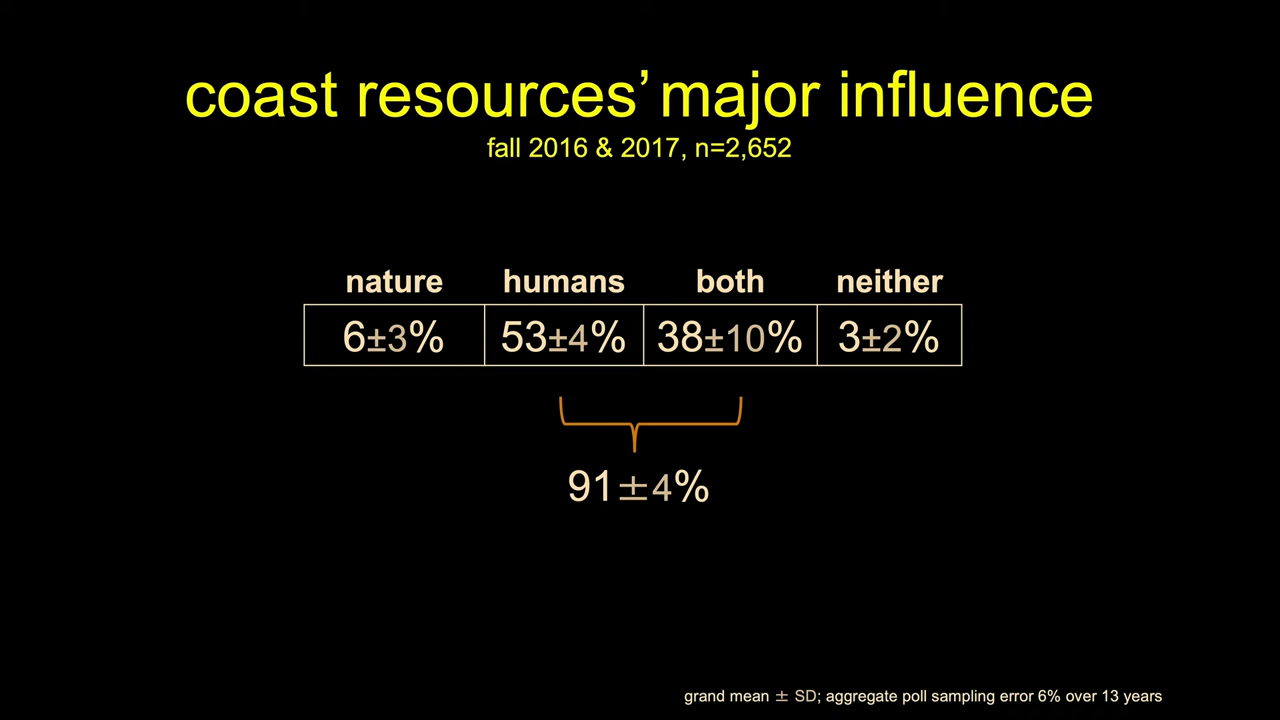 coast resources’ major influence
fall 2016 & 2017, n=2,652
nature humans both neither
6±3% 53±4% 38±10% 3±2%
91±4%
grand mean ± SD; aggregate poll sampling error 6% over 13 years